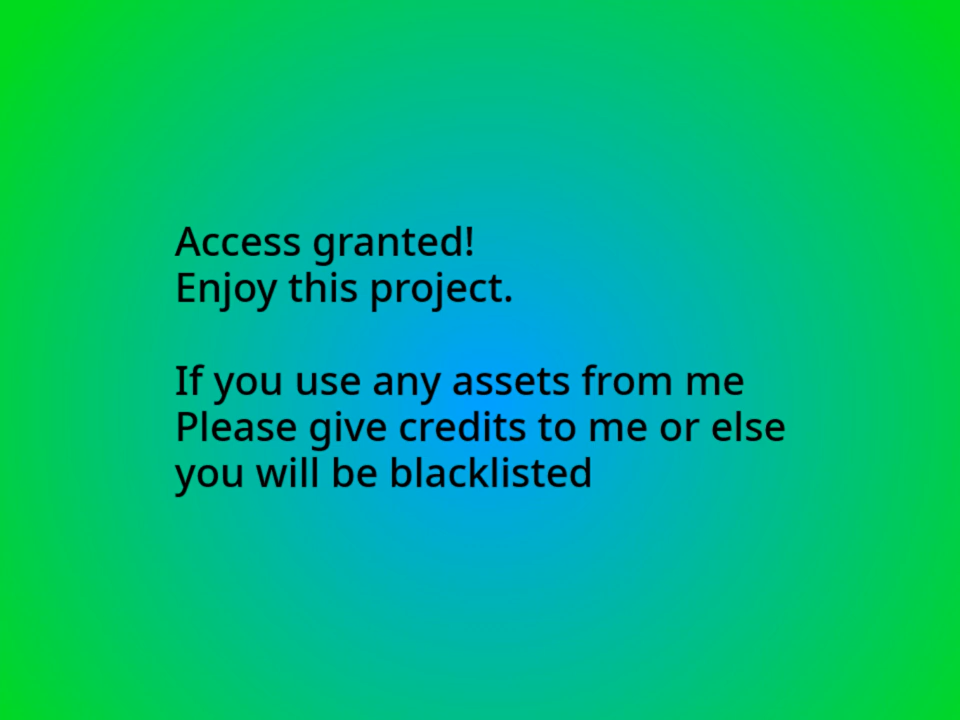 Access granted!
Enjoy this project.
If you use any assets from me
Please give credits to me or else
you will be blacklisted